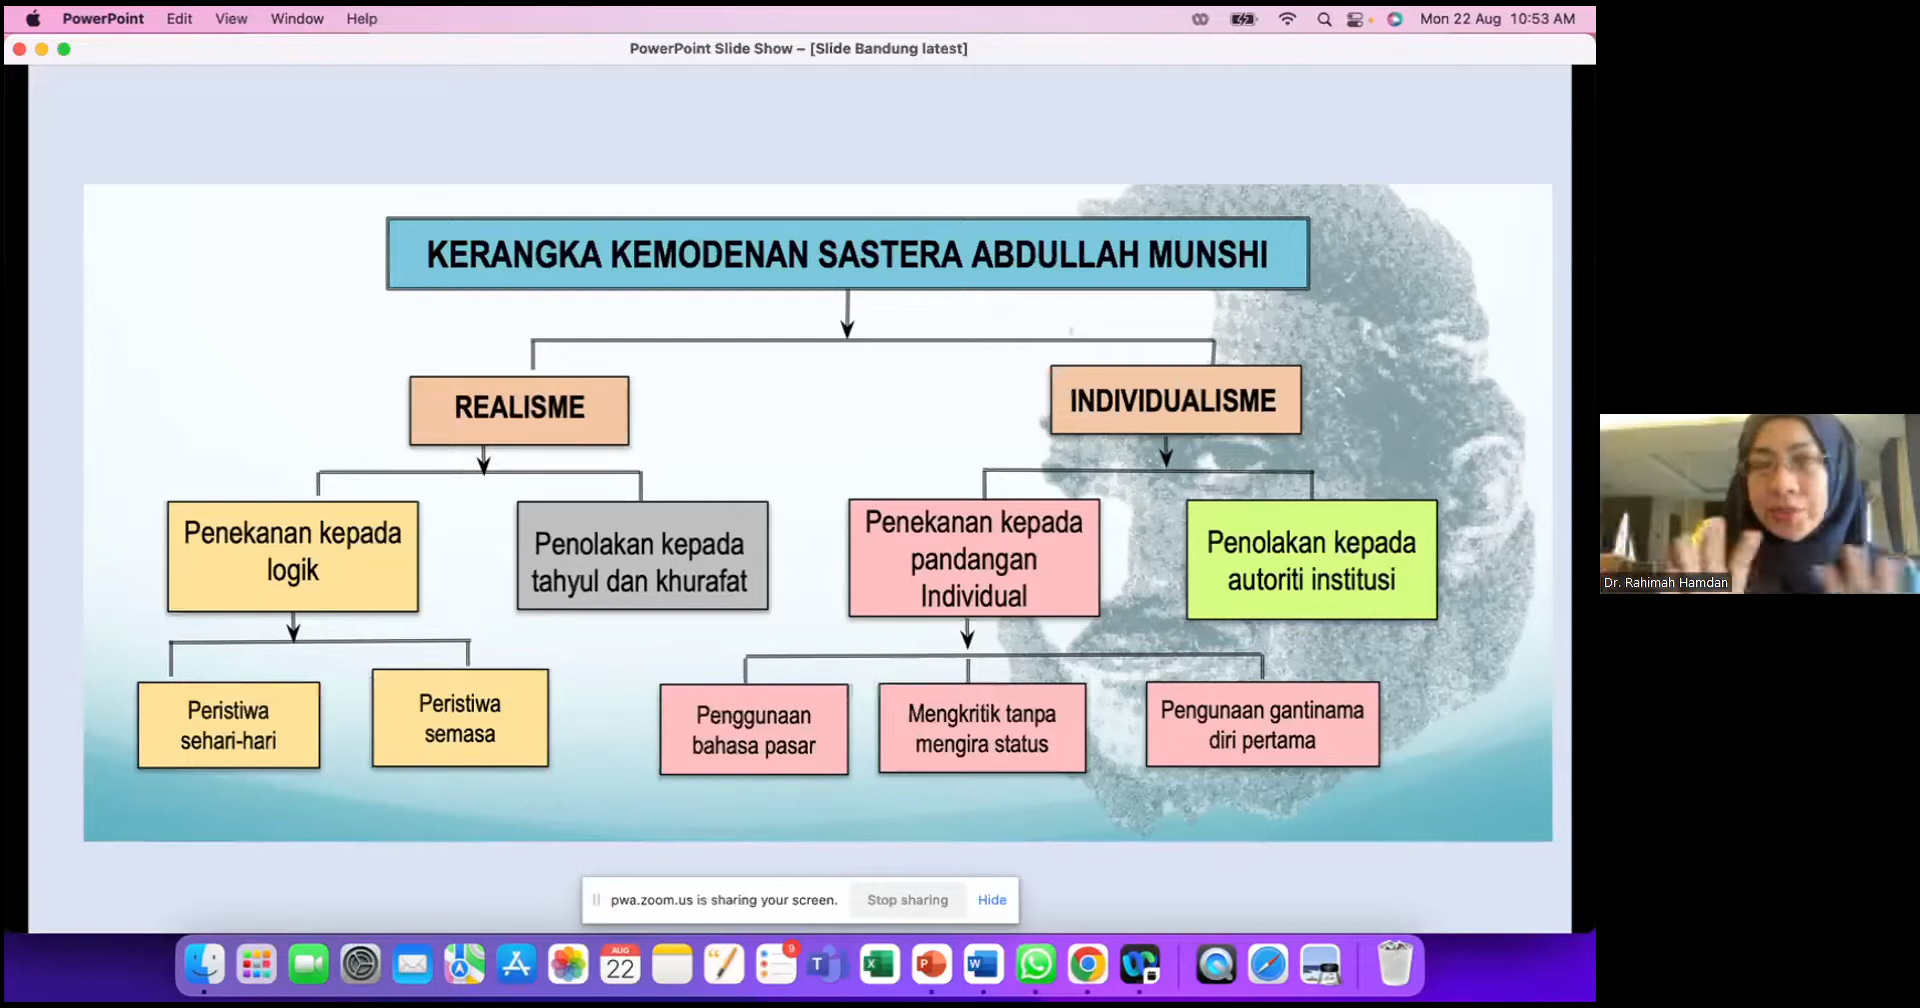 PowerPoint Edit View Window Help Mon 22 Aug 10:53 AM
PowerPoint Slide Show – [Slide Bandung latest]
KERANGKA KEMODENAN SASTERA ABDULLAH MUNSHI
REALISME
INDIVIDUALISME
Penekanan kepada
logik
Penolakan kepada
tahyul dan khurafat
Penekanan kepada
pandangan
Individual
Penolakan kepada
autoriti institusi
Peristiwa
sehari-hari
Peristiwa
semasa
Penggunaan
bahasa pasar
Mengkritik tanpa
mengira status
Pengunaan gantinama
diri pertama
Dr. Rahimah Hamdan
pwa.zoom.us is sharing your screen. Stop sharing Hide
AUG
22
9
T
X
P
W